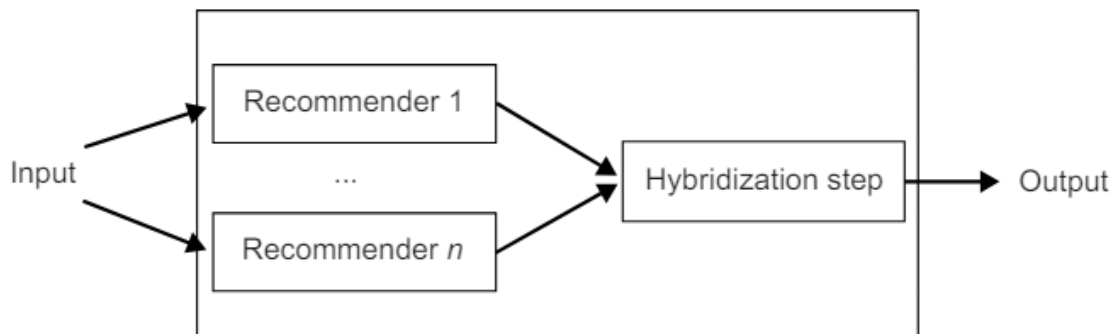 Recommender 1
Input
...
Hybridization step
Output
Recommender n